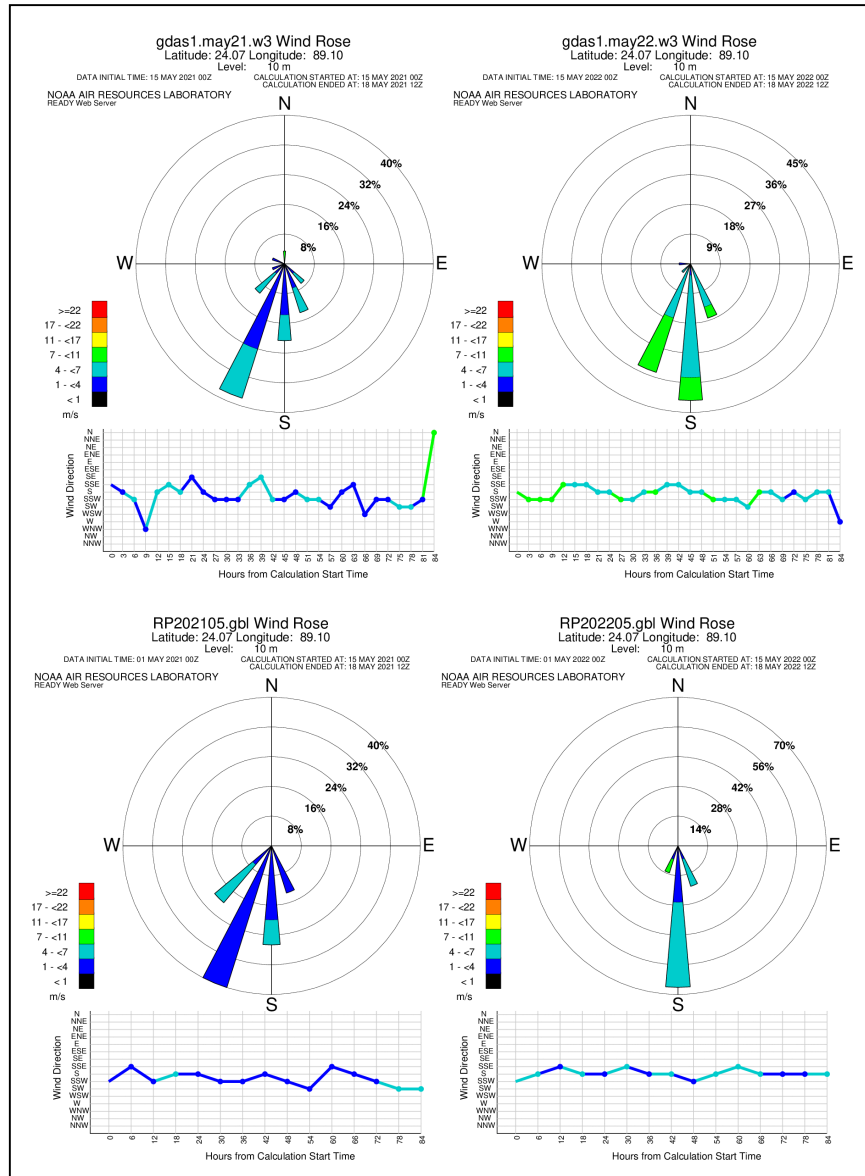 gdas1.may21.w3 Wind Rose
Latitude: 24.07 Longitude: 89.10
Level: 10 m
DATA INITIAL TIME: 15 MAY 2021 00Z CALCULATION STARTED AT: 15 MAY 2021 00Z
CALCULATION ENDED AT: 18 MAY 2021 12Z
NOAA AIR RESOURCES LABORATORY
READY Web Server
N
40%
32%
24%
16%
8%
W
E
S
>=22
17 - <22
11 - <17
7 - <11
4 - <7
1 - <4
< 1
m/s
Wind Direction
N
NNE
NE
ENE
E
ESE
SE
SSE
S
SSW
SW
WSW
W
WNW
NW
NNW
0 3 6 9 12 15 18 21 24 27 30 33 36 39 42 45 48 51 54 57 60 63 66 69 72 75 78 81 84
Hours from Calculation Start Time
gdas1.may22.w3 Wind Rose
Latitude: 24.07 Longitude: 89.10
Level: 10 m
DATA INITIAL TIME: 15 MAY 2022 00Z CALCULATION STARTED AT: 15 MAY 2022 00Z
CALCULATION ENDED AT: 18 MAY 2022 12Z
NOAA AIR RESOURCES LABORATORY
READY Web Server
N
45%
36%
27%
18%
9%
W
E
S
>=22
17 - <22
11 - <17
7 - <11
4 - <7
1 - <4
< 1
m/s
Wind Direction
N
NNE
NE
ENE
E
ESE
SE
SSE
S
SSW
SW
WSW
W
WNW
NW
NNW
0 3 6 9 12 15 18 21 24 27 30 33 36 39 42 45 48 51 54 57 60 63 66 69 72 75 78 81 84
Hours from Calculation Start Time
RP202105.gbl Wind Rose
Latitude: 24.07 Longitude: 89.10
Level: 10 m
DATA INITIAL TIME: 01 MAY 2021 00Z CALCULATION STARTED AT: 15 MAY 2021 00Z
CALCULATION ENDED AT: 18 MAY 2021 12Z
NOAA AIR RESOURCES LABORATORY
READY Web Server
N
40%
32%
24%
16%
8%
W
E
S
>=22
17 - <22
11 - <17
7 - <11
4 - <7
1 - <4
< 1
m/s
Wind Direction
N
NNE
NE
ENE
E
ESE
SE
SSE
S
SSW
SW
WSW
W
WNW
NW
NNW
0 6 12 18 24 30 36 42 48 54 60 66 72 78 84
Hours from Calculation Start Time
RP202205.gbl Wind Rose
Latitude: 24.07 Longitude: 89.10
Level: 10 m
DATA INITIAL TIME: 01 MAY 2022 00Z CALCULATION STARTED AT: 15 MAY 2022 00Z
CALCULATION ENDED AT: 18 MAY 2022 12Z
NOAA AIR RESOURCES LABORATORY
READY Web Server
N
70%
56%
42%
28%
14%
W
E
S
>=22
17 - <22
11 - <17
7 - <11
4 - <7
1 - <4
< 1
m/s
Wind Direction
N
NNE
NE
ENE
E
ESE
SE
SSE
S
SSW
SW
WSW
W
WNW
NW
NNW
0 6 12 18 24 30 36 42 48 54 60 66 72 78 84
Hours from Calculation Start Time